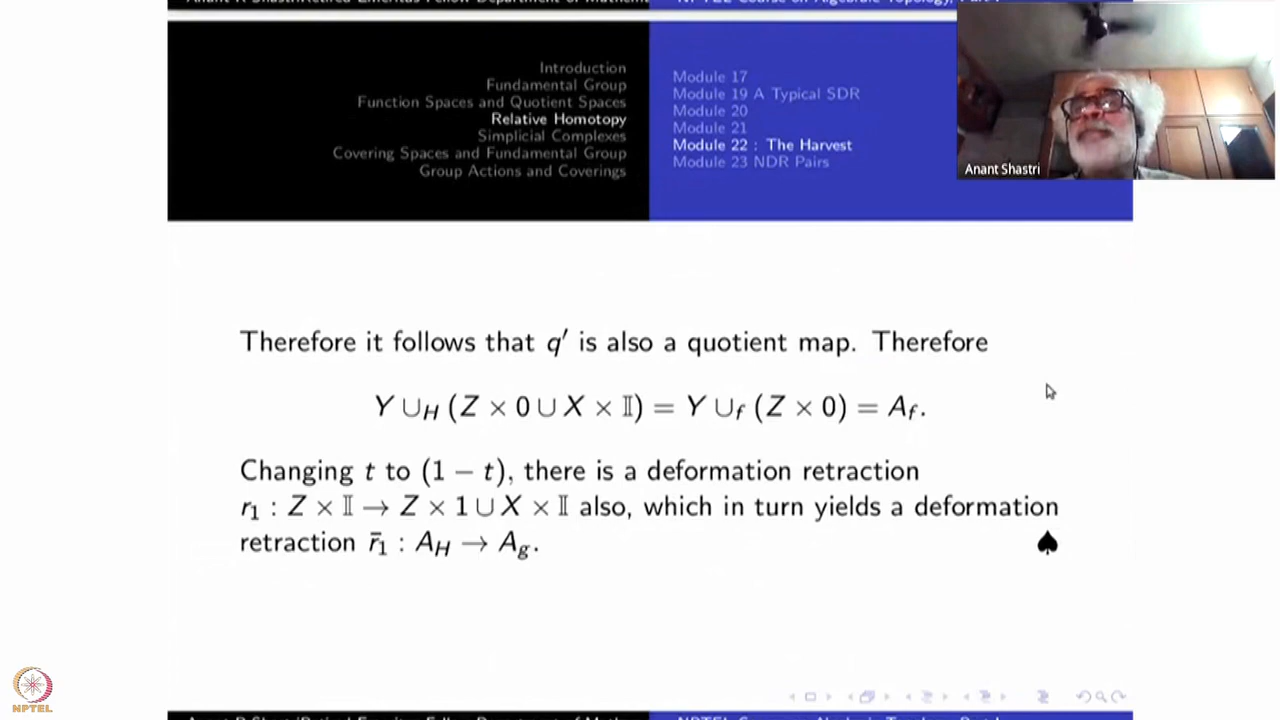 Introduction
Fundamental Group
Function Spaces and Quotient Spaces
Relative Homotopy
Simplicial Complexes
Covering Spaces and Fundamental Group
Group Actions and Coverings
Module 17
Module 19 A Typical SDR
Module 20
Module 21
Module 22 : The Harvest
Module 23 NDR Pairs
Anant Shastri
Therefore it follows that q′ is also a quotient map. Therefore
Y ∪_H (Z × 0 ∪ X × 𝕀) = Y ∪_f (Z × 0) = A_f.
Changing t to (1 − t), there is a deformation retraction
r₁ : Z × 𝕀 → Z × 1 ∪ X × 𝕀 also, which in turn yields a deformation
retraction r̄₁ : A_H → A_g. ♠
NPTEL